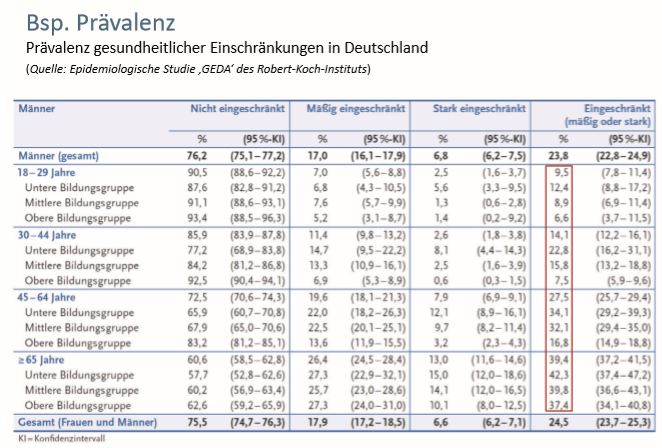 Bsp. Prävalenz
Prävalenz gesundheitlicher Einschränkungen in Deutschland
(Quelle: Epidemiologische Studie ‚GEDA‘ des Robert-Koch-Instituts)
Männer Nicht eingeschränkt Mäßig eingeschränkt Stark eingeschränkt Eingeschränkt
(mäßig oder stark)
% (95 %-KI) % (95 %-KI) % (95 %-KI) % (95 %-KI)
Männer (gesamt) 76,2 (75,1–77,2) 17,0 (16,1–17,9) 6,8 (6,2–7,5) 23,8 (22,8–24,9)
18–29 Jahre 90,5 (88,6–92,2) 7,0 (5,6–8,8) 2,5 (1,6–3,7) 9,5 (7,8–11,4)
Untere Bildungsgruppe 87,6 (82,8–91,2) 6,8 (4,3–10,5) 5,6 (3,3–9,5) 12,4 (8,8–17,2)
Mittlere Bildungsgruppe 91,1 (88,6–93,1) 7,6 (5,7–9,9) 1,3 (0,6–2,8) 8,9 (6,9–11,4)
Obere Bildungsgruppe 93,4 (88,5–96,3) 5,2 (3,1–8,7) 1,4 (0,2–9,2) 6,6 (3,7–11,5)
30–44 Jahre 85,9 (83,9–87,8) 11,4 (9,8–13,2) 2,6 (1,8–3,8) 14,1 (12,2–16,1)
Untere Bildungsgruppe 77,2 (68,9–83,8) 14,7 (9,5–22,2) 8,1 (4,4–14,3) 22,8 (16,2–31,1)
Mittlere Bildungsgruppe 84,2 (81,2–86,8) 13,3 (10,9–16,1) 2,5 (1,6–3,9) 15,8 (13,2–18,8)
Obere Bildungsgruppe 92,5 (90,4–94,1) 6,9 (5,3–8,9) 0,6 (0,3–1,5) 7,5 (5,9–9,6)
45–64 Jahre 72,5 (70,6–74,3) 19,6 (18,1–21,3) 7,9 (6,9–9,1) 27,5 (25,7–29,4)
Untere Bildungsgruppe 65,9 (60,7–70,8) 22,0 (18,2–26,3) 12,1 (8,9–16,1) 34,1 (29,2–39,3)
Mittlere Bildungsgruppe 67,9 (65,0–70,6) 22,5 (20,1–25,1) 9,7 (8,2–11,4) 32,1 (29,4–35,0)
Obere Bildungsgruppe 83,2 (81,2–85,1) 13,6 (11,9–15,5) 3,2 (2,3–4,3) 16,8 (14,9–18,8)
≥65 Jahre 60,6 (58,5–62,8) 26,4 (24,5–28,4) 13,0 (11,6–14,6) 39,4 (37,2–41,5)
Untere Bildungsgruppe 57,7 (52,8–62,6) 27,3 (22,9–32,1) 15,0 (12,0–18,6) 42,3 (37,4–47,2)
Mittlere Bildungsgruppe 60,2 (56,9–63,4) 25,7 (23,0–28,6) 14,1 (12,0–16,5) 39,8 (36,6–43,1)
Obere Bildungsgruppe 62,6 (59,2–65,9) 27,3 (24,0–31,0) 10,1 (8,0–12,5) 37,4 (34,1–40,8)
Gesamt (Frauen und Männer) 75,5 (74,7–76,3) 17,9 (17,2–18,5) 6,6 (6,2–7,1) 24,5 (23,7–25,3)
KI = Konfidenzintervall